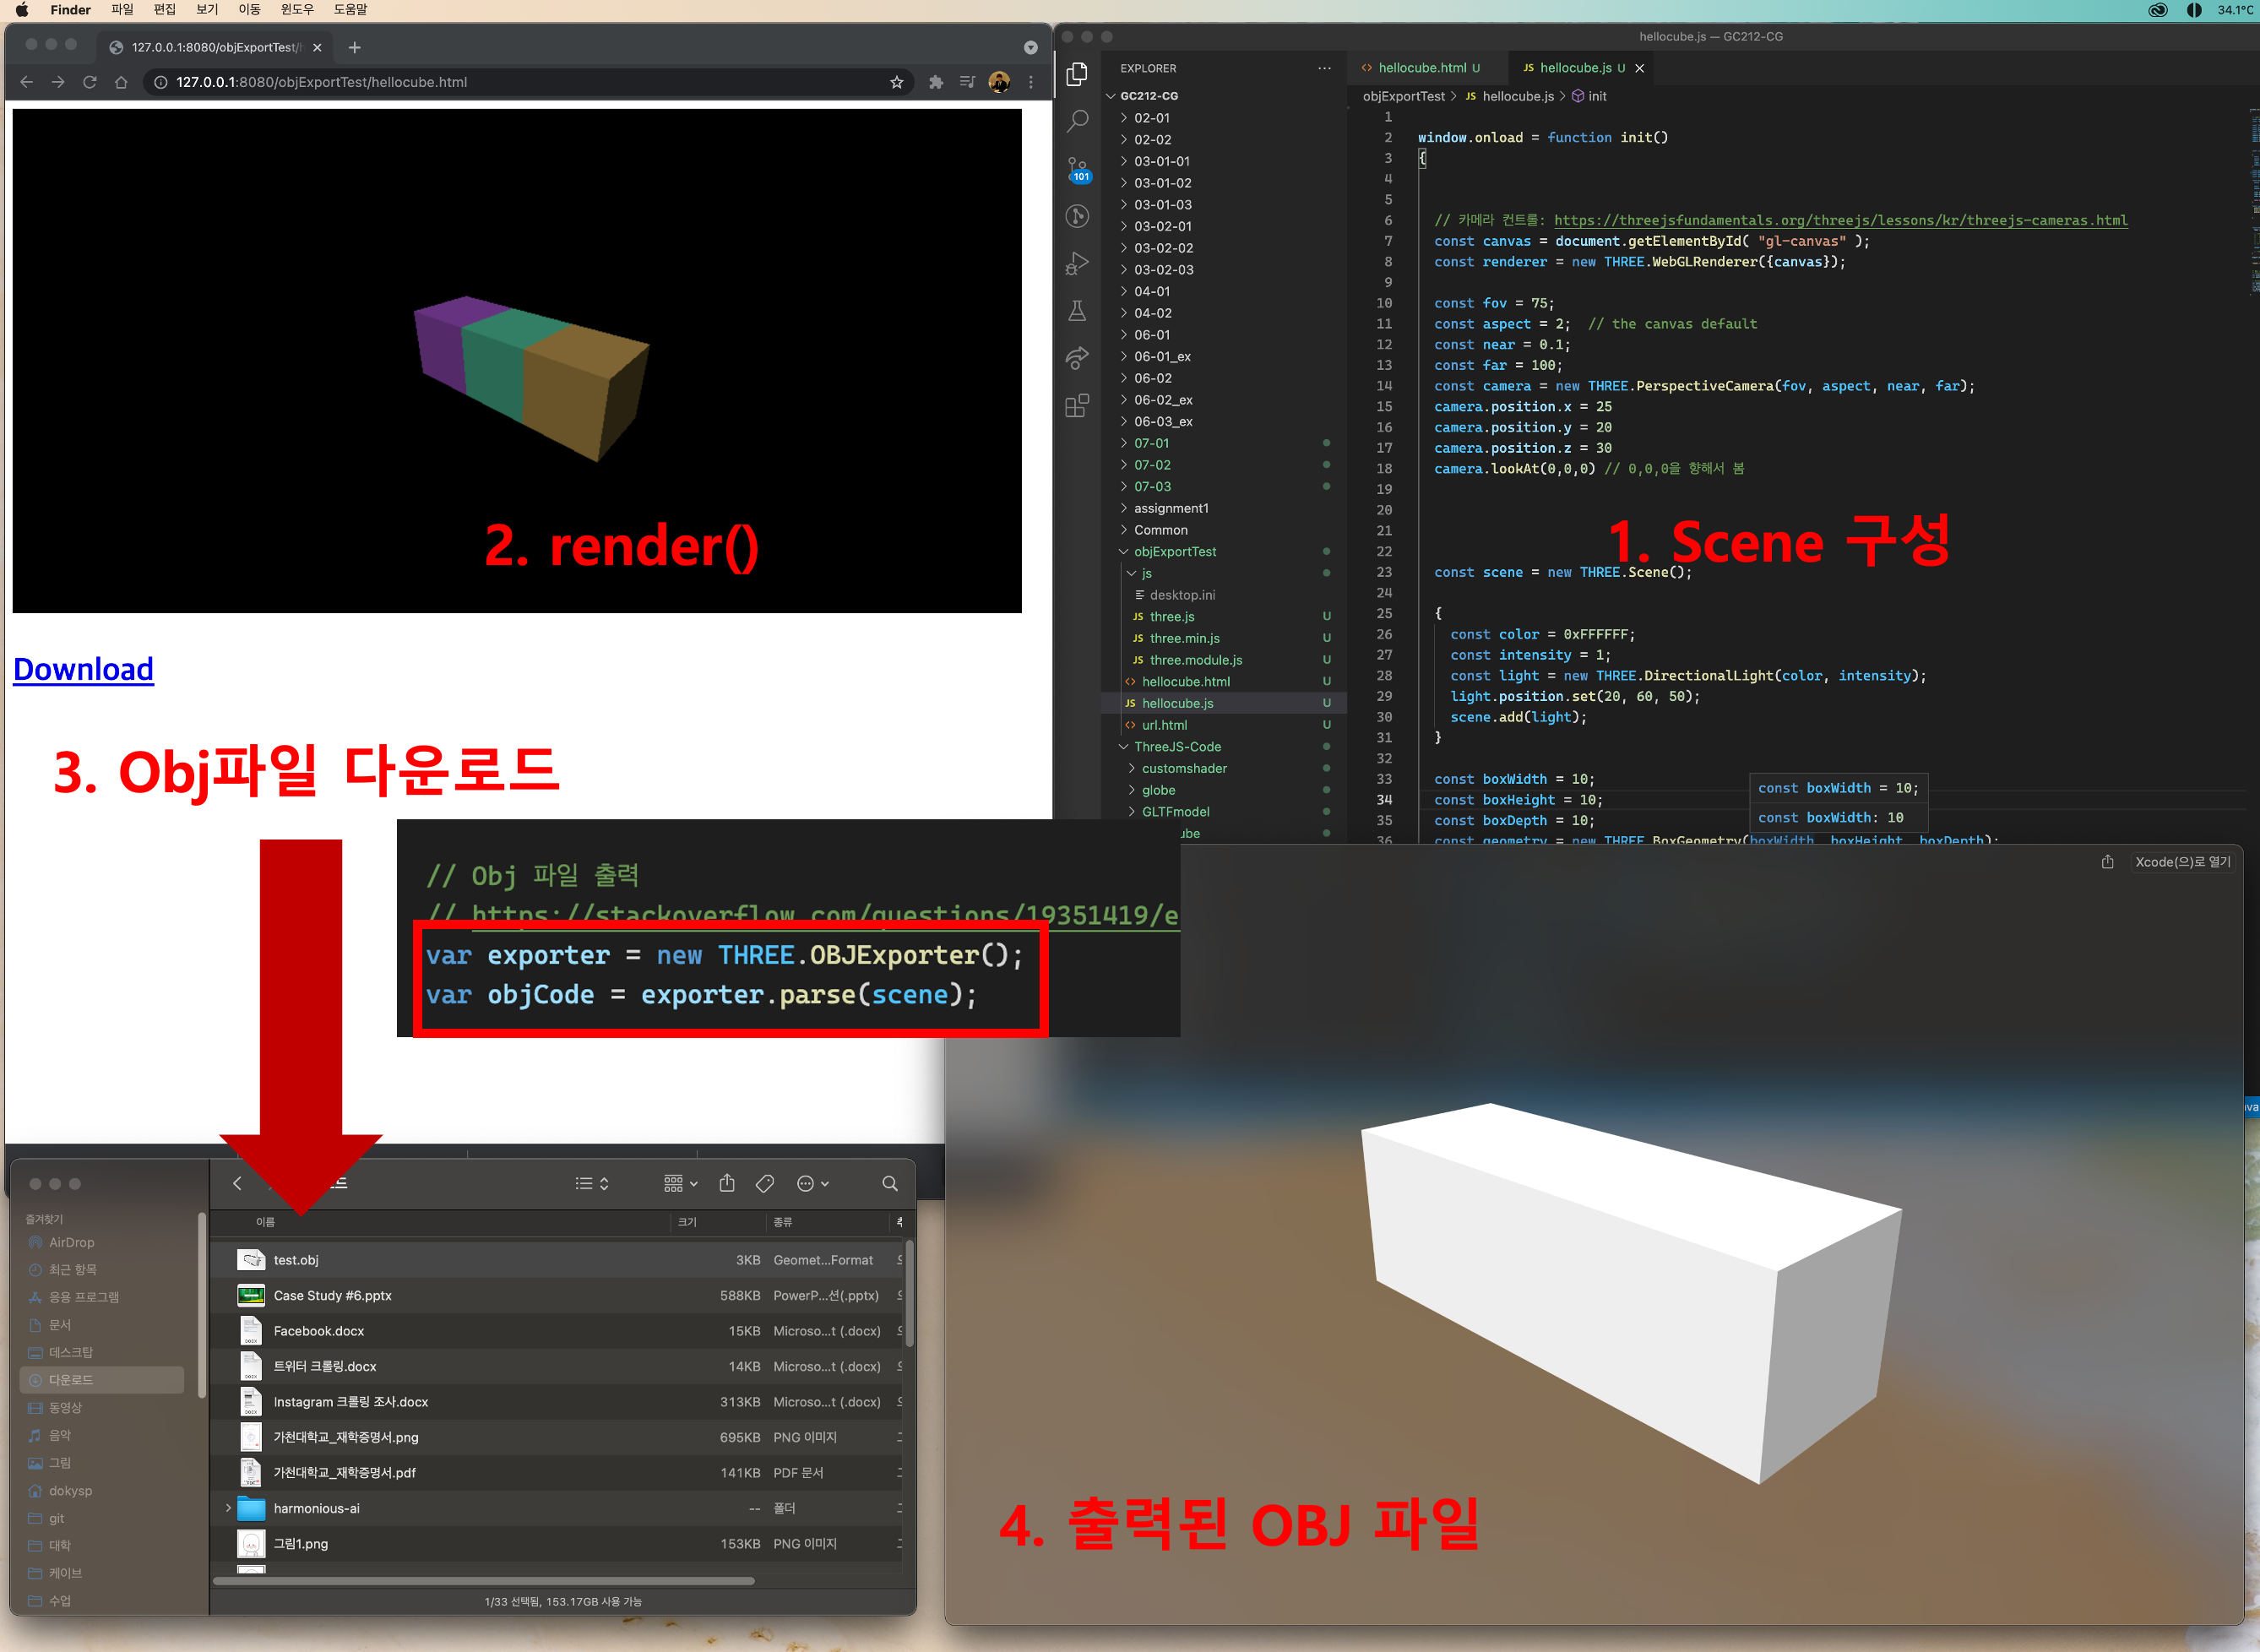 Finder 파일 편집 보기 이동 윈도우 도움말
34.1°C
127.0.0.1:8080/objExportTest/
127.0.0.1:8080/objExportTest/hellocube.html
2. render()
Download
3. Obj파일 다운로드
hellocube.js — GC212-CG
EXPLORER
hellocube.html U
JS hellocube.js U
GC212-CG
objExportTest > JS hellocube.js > init
101
02-01
02-02
03-01-01
03-01-02
03-01-03
03-02-01
03-02-02
03-02-03
04-01
04-02
06-01
06-01_ex
06-02
06-02_ex
06-03_ex
07-01
07-02
07-03
assignment1
Common
objExportTest
js
desktop.ini
JS three.js U
JS three.min.js U
JS three.module.js U
<> hellocube.html U
JS hellocube.js U
<> url.html U
ThreeJS-Code
customshader
globe
GLTFmodel
1
2 window.onload = function init()
3 {
4
5
6 // 카메라 컨트롤: https://threejsfundamentals.org/threejs/lessons/kr/threejs-cameras.html
7 const canvas = document.getElementById( "gl-canvas" );
8 const renderer = new THREE.WebGLRenderer({canvas});
9
10 const fov = 75;
11 const aspect = 2; // the canvas default
12 const near = 0.1;
13 const far = 100;
14 const camera = new THREE.PerspectiveCamera(fov, aspect, near, far);
15 camera.position.x = 25
16 camera.position.y = 20
17 camera.position.z = 30
18 camera.lookAt(0,0,0) // 0,0,0을 향해서 봄
19
20
21
22
23 const scene = new THREE.Scene();
24
25 {
26 const color = 0xFFFFFF;
27 const intensity = 1;
28 const light = new THREE.DirectionalLight(color, intensity);
29 light.position.set(20, 60, 50);
30 scene.add(light);
31 }
32
33 const boxWidth = 10;
34 const boxHeight = 10;
35 const boxDepth = 10;
36 const geometry = new THREE.BoxGeometry(boxWidth, boxHeight, boxDepth);
const boxWidth = 10;
const boxWidth: 10
1. Scene 구성
// Obj 파일 출력
// https://stackoverflow.com/questions/19351419/e
var exporter = new THREE.OBJExporter();
var objCode = exporter.parse(scene);
Xcode(으)로 열기
4. 출력된 OBJ 파일
즐겨찾기
AirDrop
최근 항목
응용 프로그램
문서
데스크탑
다운로드
동영상
음악
그림
dokysp
git
대학
케이브
수업
이름 크기 종류
test.obj 3KB Geomet...Format
Case Study #6.pptx 588KB PowerP...션(.pptx)
Facebook.docx 15KB Microso...t (.docx)
트위터 크롤링.docx 14KB Microso...t (.docx)
Instagram 크롤링 조사.docx 313KB Microso...t (.docx)
가천대학교_재학증명서.png 695KB PNG 이미지
가천대학교_재학증명서.pdf 141KB PDF 문서
harmonious-ai -- 폴더
그림1.png 153KB PNG 이미지
1/33 선택됨, 153.17GB 사용 가능